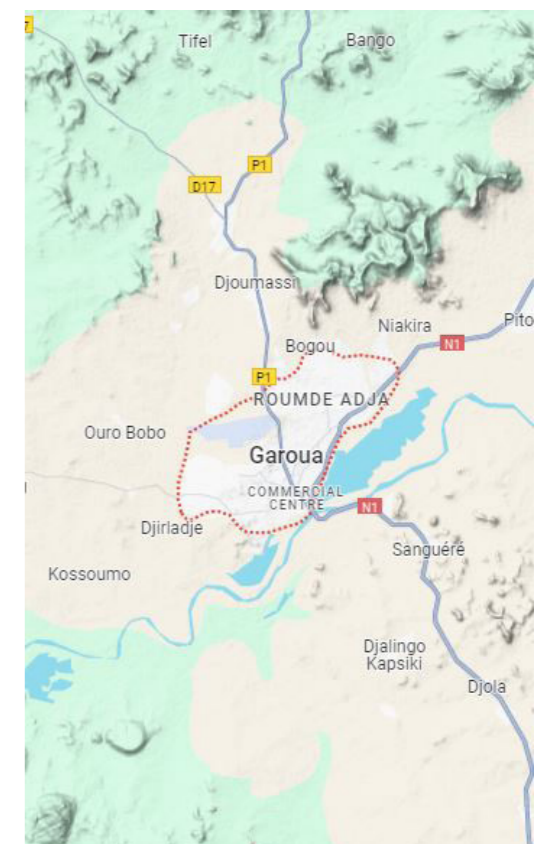 7
Tifel
Bango
P1
D17
Djoumassi
Niakira
Pito
N1
Bogou
P1
ROUMDE ADJA
Ouro Bobo
Garoua
COMMERCIAL
CENTRE
N1
Djirladje
Sanguéré
Kossoumo
Djalingo
Kapsiki
Djola